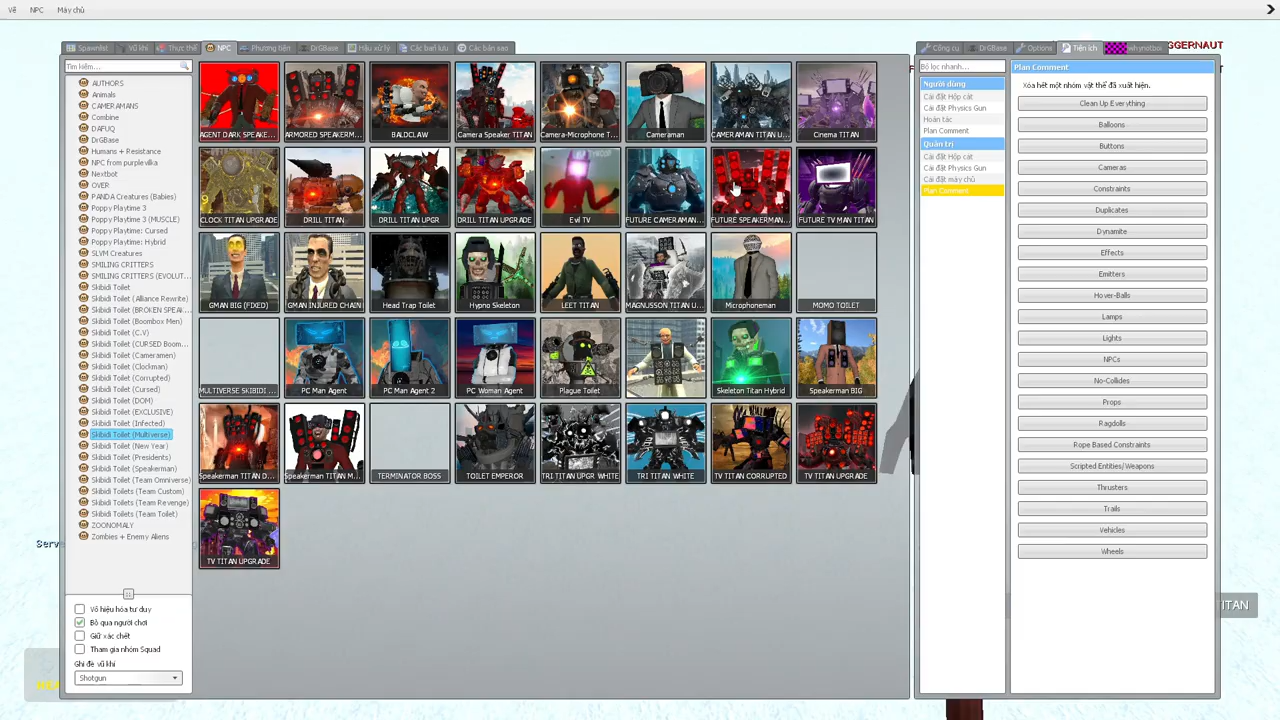 Vẽ NPC Máy chủ
Spawnlist Vũ khí Thực thể NPC Phương tiện DrGBase Hậu xử lý Các bạn lưu Các bản sao
Công cụ DrGBase Options Tiện ích whynotboi
GGERNAUT
Tìm kiếm...
AUTHORS
Animals
CAMERAMANS
Combine
DAFUQ
DrGBase
Humans + Resistance
NPC from purplevilka
Nextbot
OVER
PANDA Creatures (Babies)
Poppy Playtime 3
Poppy Playtime 3 (MUSCLE)
Poppy Playtime: Cursed
Poppy Playtime: Hybrid
SLVM Creatures
SMILING CRITTERS
SMILING CRITTERS (EVOLUT...
Skibidi Toilet
Skibidi Toilet (Alliance Rewrite)
Skibidi Toilet (BROKEN SPEAK...
Skibidi Toilet (Boombox Men)
Skibidi Toilet (C.V)
Skibidi Toilet (CURSED Boom...
Skibidi Toilet (Cameramen)
Skibidi Toilet (Clockman)
Skibidi Toilet (Corrupted)
Skibidi Toilet (Cursed)
Skibidi Toilet (DOM)
Skibidi Toilet (EXCLUSIVE)
Skibidi Toilet (Infected)
Skibidi Toilet (Multiverse)
Skibidi Toilet (New Year)
Skibidi Toilet (Presidents)
Skibidi Toilet (Speakerman)
Skibidi Toilet (Team Omniverse)
Skibidi Toilets (Team Custom)
Skibidi Toilets (Team Revenge)
Skibidi Toilets (Team Toilet)
ZOONOMALY
Zombies + Enemy Aliens
Serve
Vô hiệu hóa tư duy
Bỏ qua người chơi
Giữ xác chết
Tham gia nhóm Squad
Ghi đè vũ khí
Shotgun
AGENT DARK SPEAKE... ARMORED SPEAKERM... BALDCLAW Camera Speaker TITAN Camera-Microphone T... Cameraman CAMERAMAN TITAN U... Cinema TITAN
CLOCK TITAN UPGRADE DRILL TITAN DRILL TITAN UPGR DRILL TITAN UPGRADE Evil TV FUTURE CAMERAMAN... FUTURE SPEAKERMAN... FUTURE TV MAN TITAN
GMAN BIG (FIXED) GMAN INJURED CHAIN Head Trap Toilet Hypno Skeleton LEET TITAN MAGNUSSON TITAN U... Microphoneman MOMO TOILET
MULTIVERSE SKIBIDI ... PC Man Agent PC Man Agent 2 PC Woman Agent Plague Toilet Skeleton Titan Hybrid Speakerman BIG
Speakerman TITAN D... Speakerman TITAN M... TERMINATOR BOSS TOILET EMPEROR TRI TITAN UPGR WHITE TRI TITAN WHITE TV TITAN CORRUPTED TV TITAN UPGRADE
TV TITAN UPGRADE
Bộ lọc nhanh...
Người dùng
Cài đặt Hộp cát
Cài đặt Physics Gun
Hoàn tác
Plan Comment
Quản trị
Cài đặt Hộp cát
Cài đặt Physics Gun
Cài đặt máy chủ
Plan Comment
Plan Comment
Xóa hết một nhóm vật thể đã xuất hiện.
Clean Up Everything
Balloons
Buttons
Cameras
Constraints
Duplicates
Dynamite
Effects
Emitters
Hover-Balls
Lamps
Lights
NPCs
No-Collides
Props
Ragdolls
Rope Based Constraints
Scripted Entities/Weapons
Thrusters
Trails
Vehicles
Wheels
TITAN